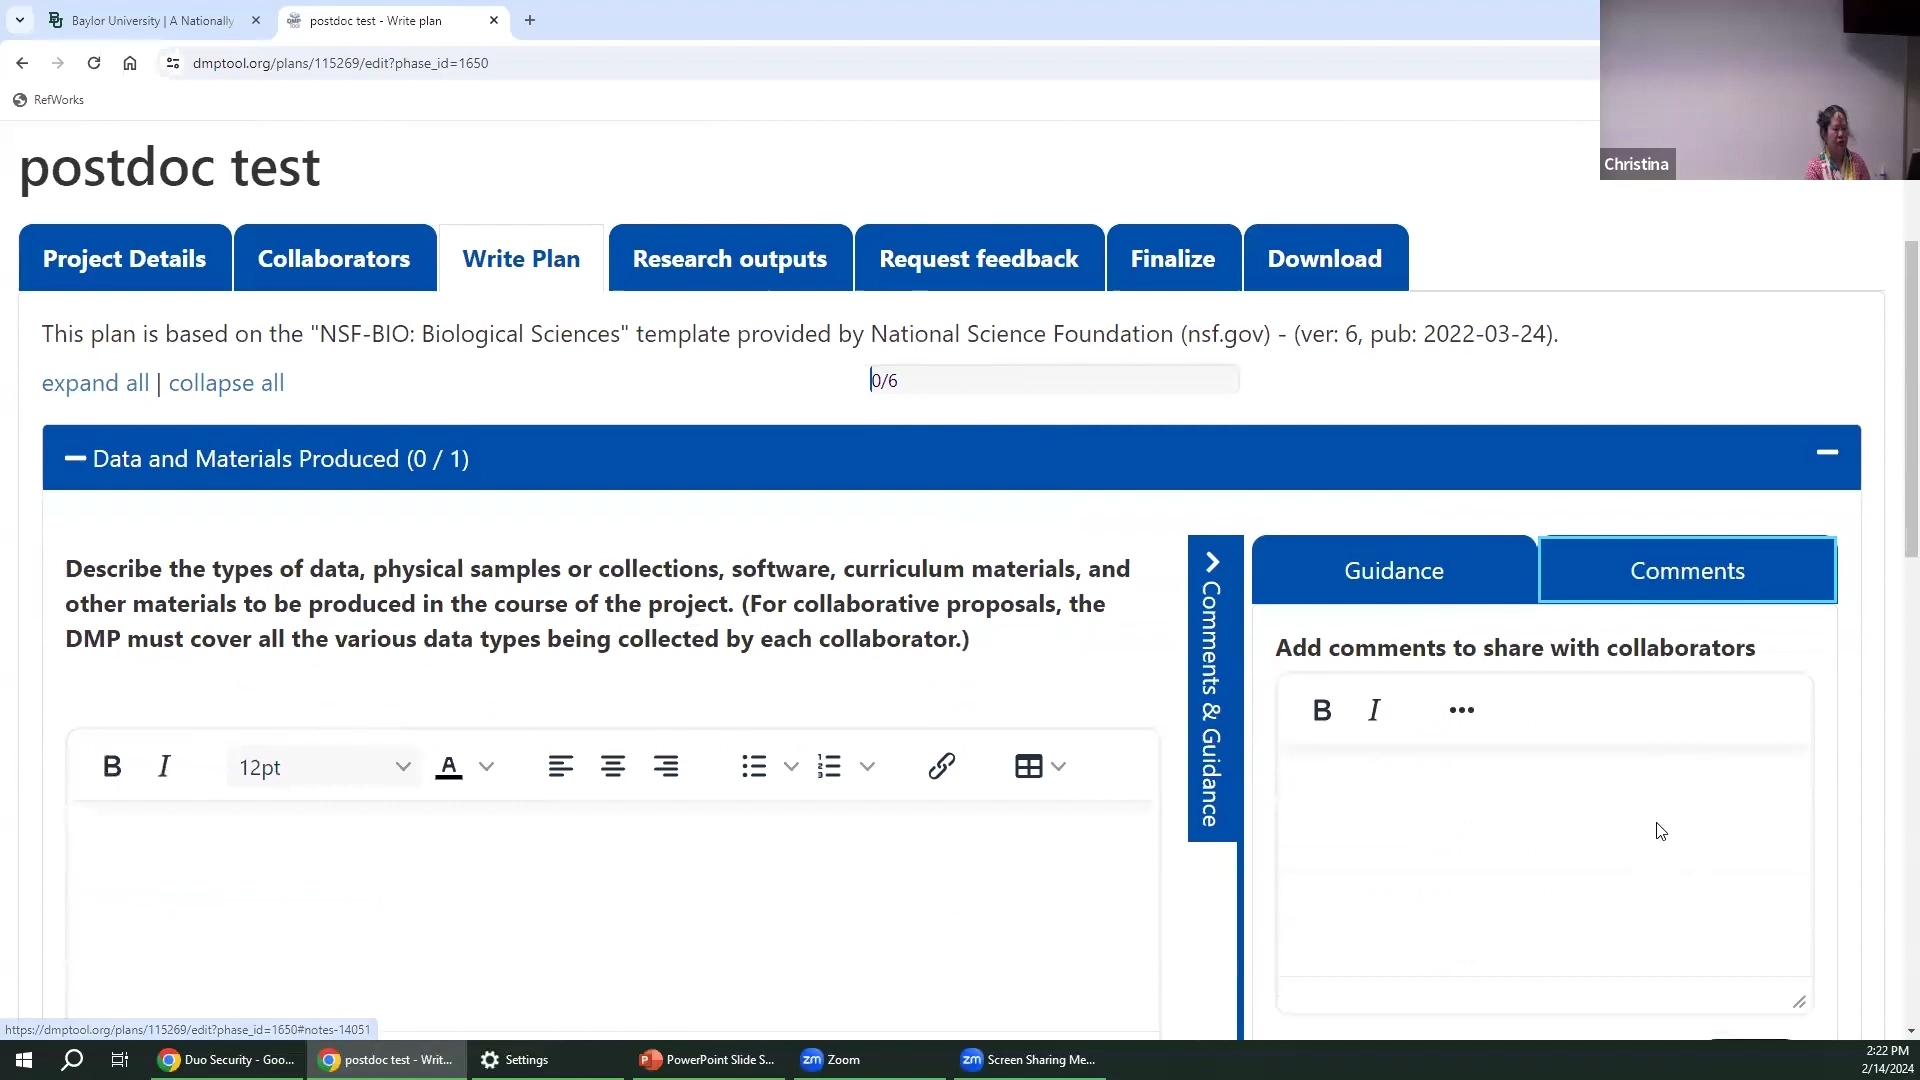 Baylor University | A Nationally
postdoc test - Write plan
dmptool.org/plans/115269/edit?phase_id=1650
RefWorks
Christina
postdoc test
Project Details
Collaborators
Write Plan
Research outputs
Request feedback
Finalize
Download
This plan is based on the "NSF-BIO: Biological Sciences" template provided by National Science Foundation (nsf.gov) - (ver: 6, pub: 2022-03-24).
expand all | collapse all
0/6
Data and Materials Produced (0 / 1)
Describe the types of data, physical samples or collections, software, curriculum materials, and
other materials to be produced in the course of the project. (For collaborative proposals, the
DMP must cover all the various data types being collected by each collaborator.)
Comments & Guidance
Guidance
Comments
Add comments to share with collaborators
B I
B I 12pt A
https://dmptool.org/plans/115269/edit?phase_id=1650#notes-14051
Duo Security - Goo...
postdoc test - Writ...
Settings
PowerPoint Slide S...
zm Zoom
zm Screen Sharing Me...
2:22 PM
2/14/2024